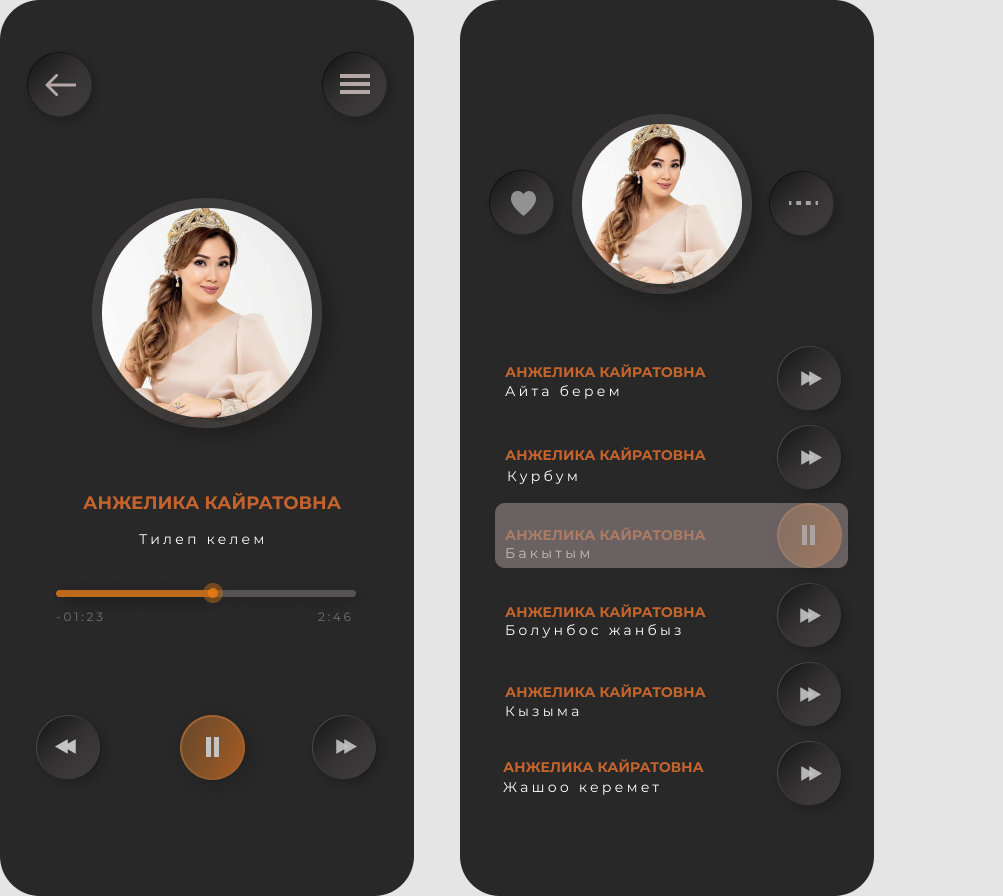 АНЖЕЛИКА КАЙРАТОВНА
Тилеп келем
-01:23
2:46
АНЖЕЛИКА КАЙРАТОВНА
Айта берем
АНЖЕЛИКА КАЙРАТОВНА
Курбум
АНЖЕЛИКА КАЙРАТОВНА
Бакытым
АНЖЕЛИКА КАЙРАТОВНА
Болунбос жанбыз
АНЖЕЛИКА КАЙРАТОВНА
Кызыма
АНЖЕЛИКА КАЙРАТОВНА
Жашоо керемет